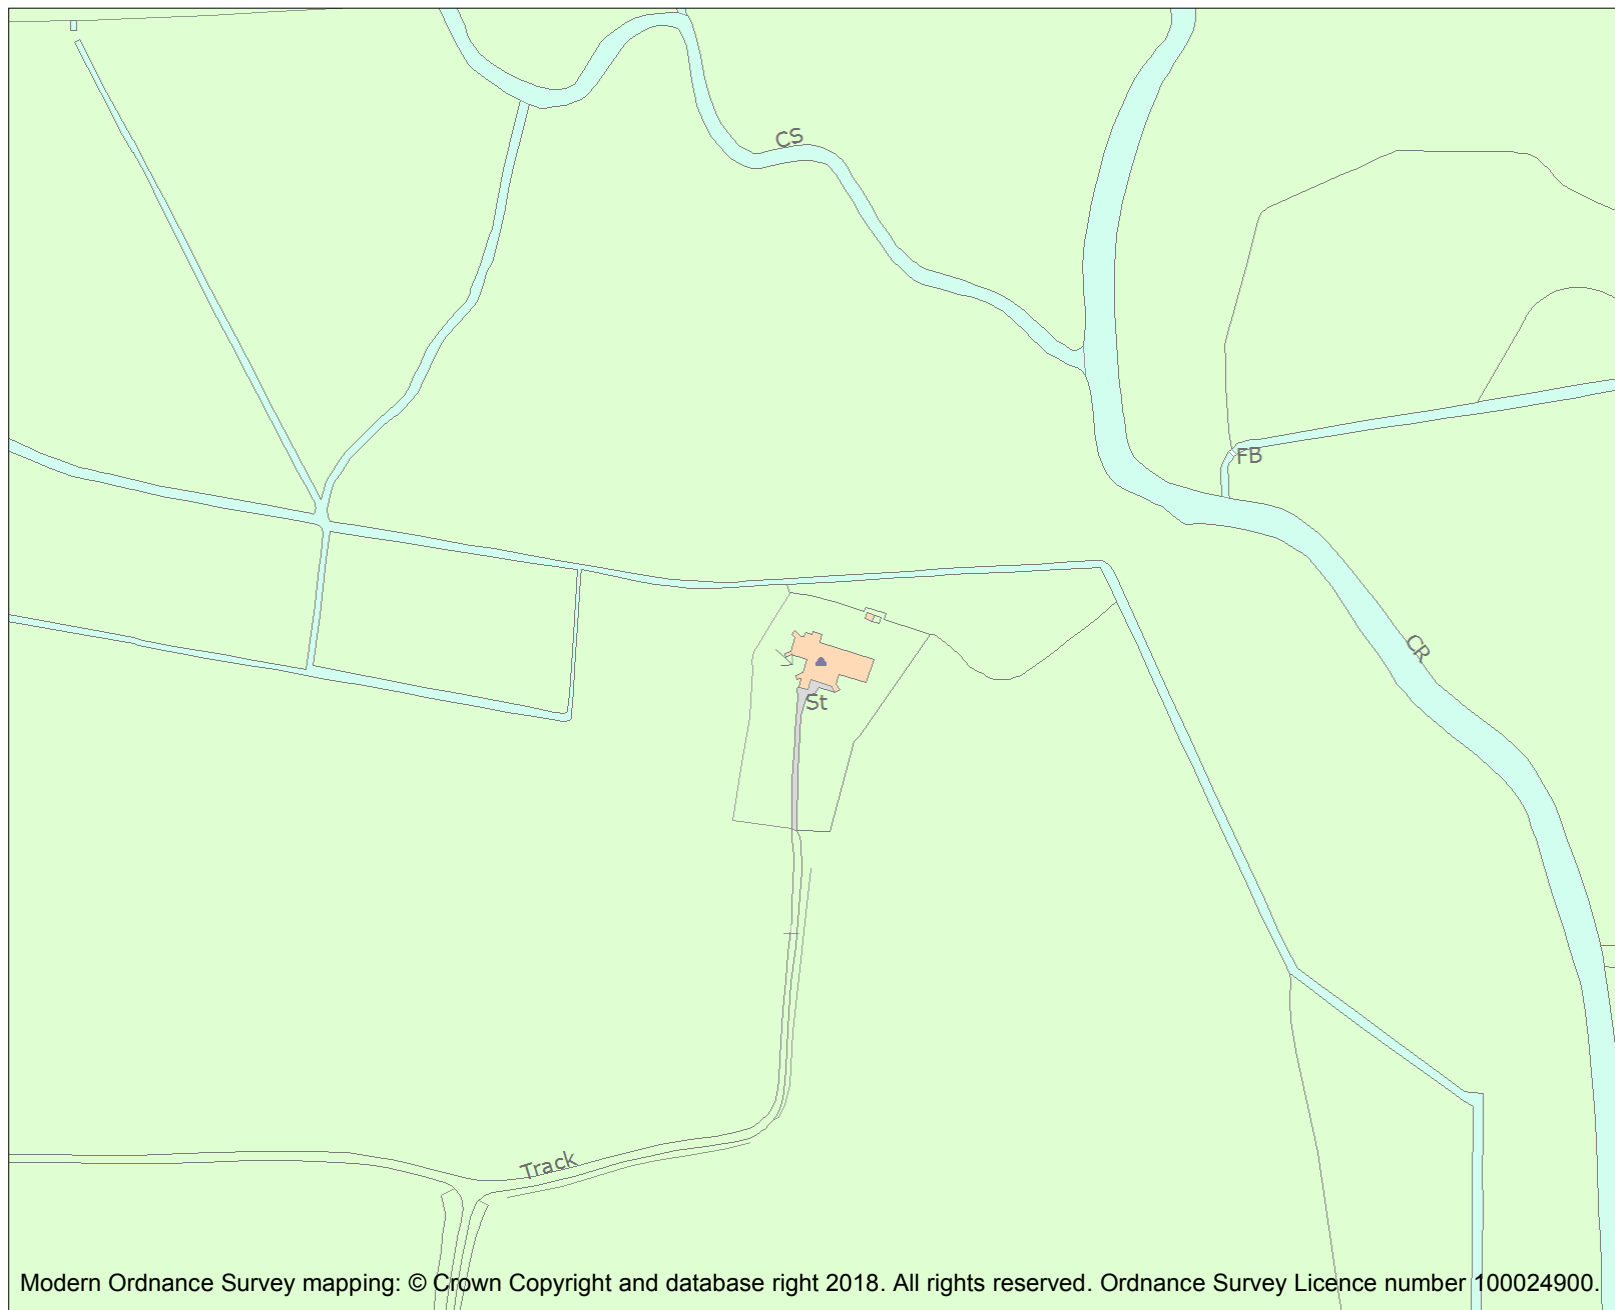 CS
FB
CR
St
Track
Modern Ordnance Survey mapping: © Crown Copyright and database right 2018. All rights reserved. Ordnance Survey Licence number 100024900.